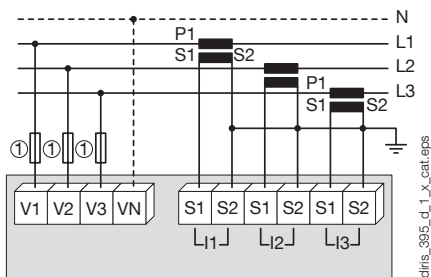 N
P1 L1
S1 S2
L2
P1
L3
S1 S2
① ① ①
V1 V2 V3 VN S1 S2 S1 S2 S1 S2
I1 I2 I3
diris_395_d_1_x_cat.eps